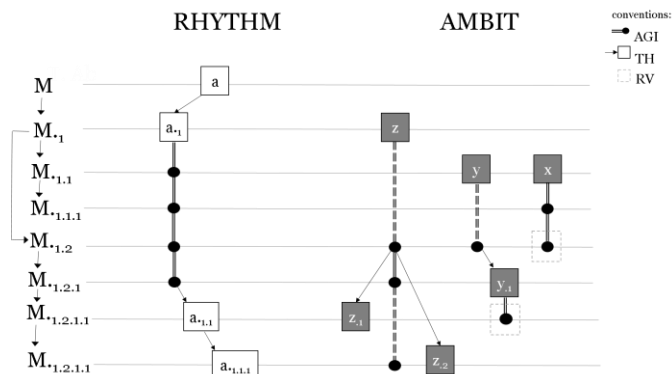 RHYTHM AMBIT
conventions:
AGI
TH
RV
M a
M.₁ a.₁ z
M.₁.₁ y x
M.₁.₁.₁
M.₁.₂
M.₁.₂.₁ y.₁
M.₁.₂.₁.₁ a.₁.₁ z.₁
M.₁.₂.₁.₁ a.₁.₁.₁ z.₂